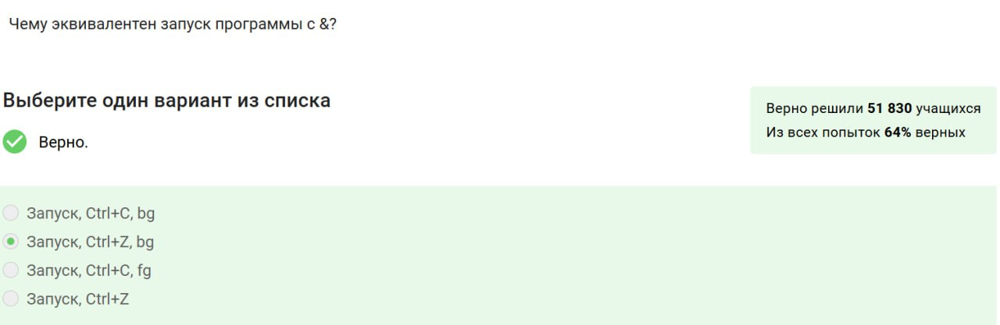 Чему эквивалентен запуск программы с &?
Выберите один вариант из списка
Верно.
Верно решили 51 830 учащихся
Из всех попыток 64% верных
Запуск, Ctrl+C, bg
Запуск, Ctrl+Z, bg
Запуск, Ctrl+C, fg
Запуск, Ctrl+Z